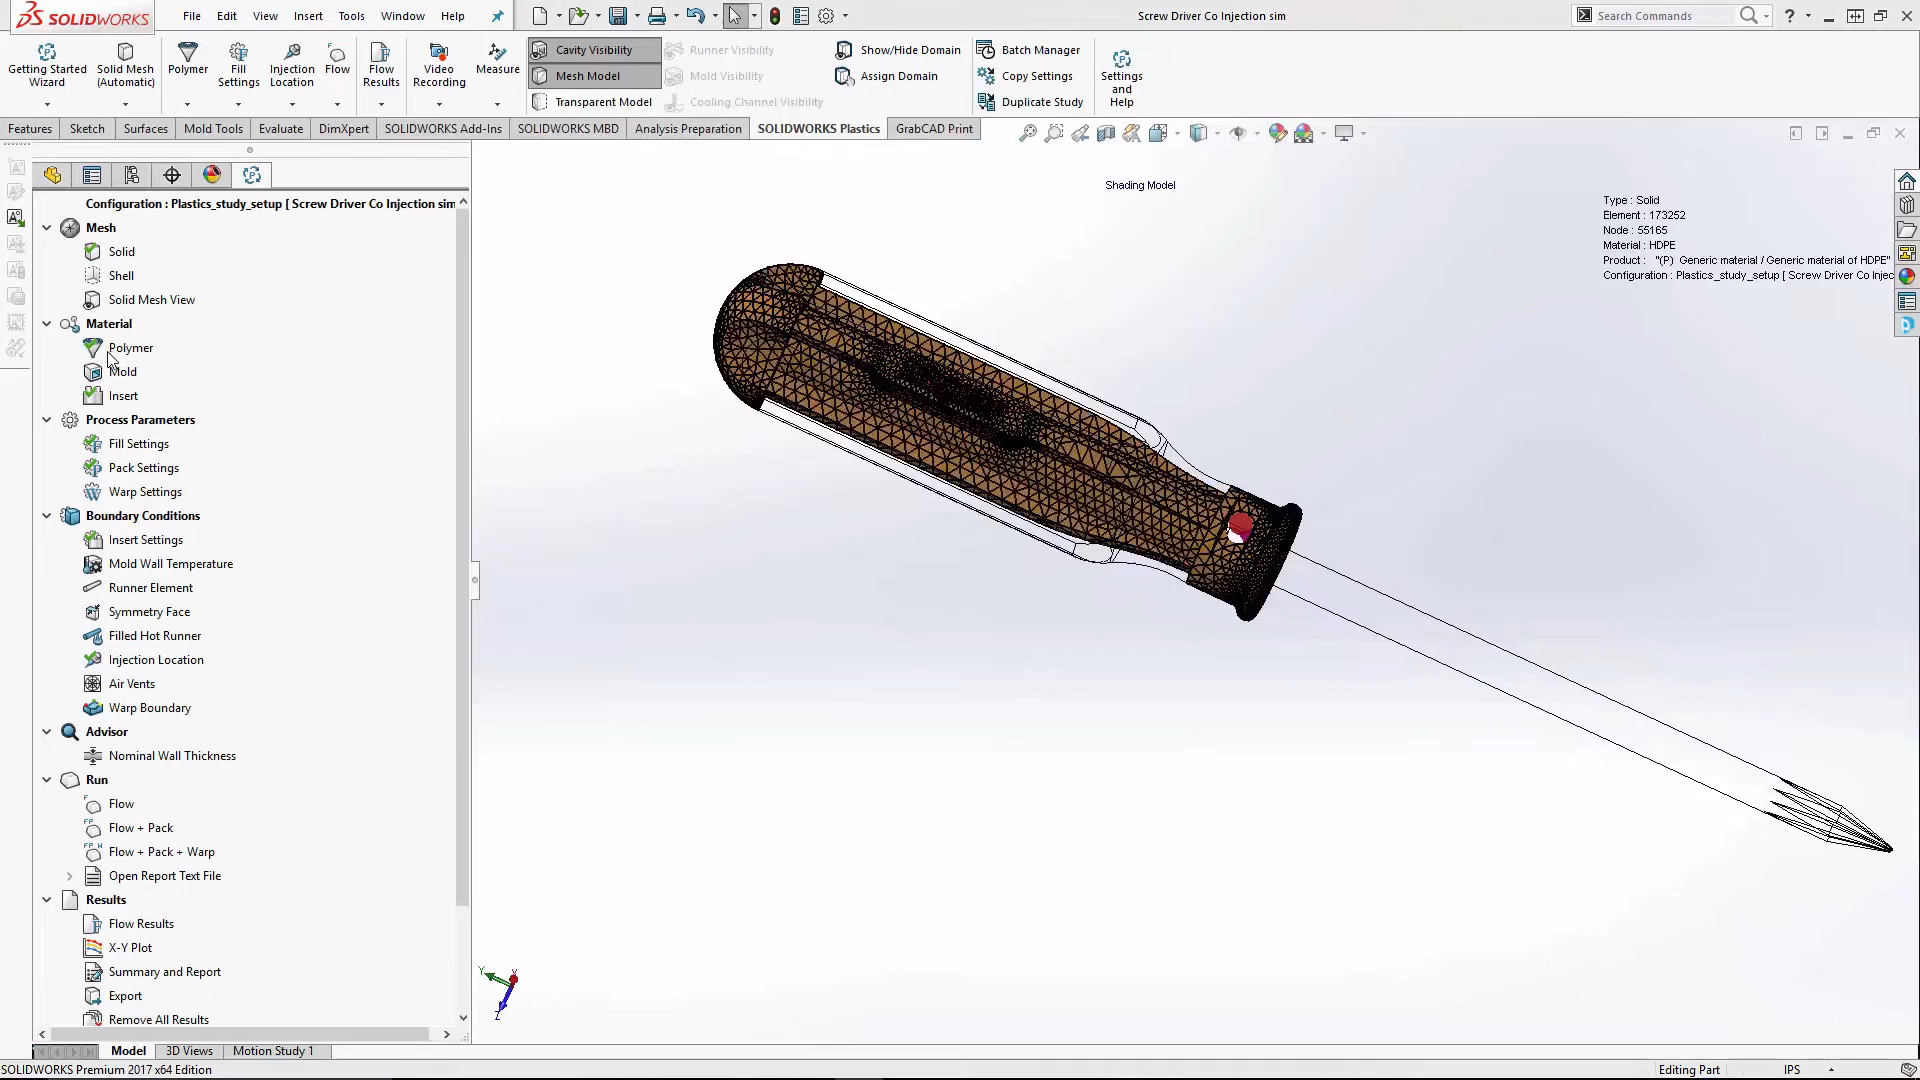 SOLIDWORKS
File Edit View Insert Tools Window Help
Screw Driver Co Injection sim
Search Commands
Getting Started Wizard
Solid Mesh (Automatic)
Polymer
Fill Settings
Injection Location
Flow
Flow Results
Video Recording
Measure
Cavity Visibility
Mesh Model
Transparent Model
Runner Visibility
Mold Visibility
Cooling Channel Visibility
Show/Hide Domain
Assign Domain
Batch Manager
Copy Settings
Duplicate Study
Settings and Help
Features Sketch Surfaces Mold Tools Evaluate DimXpert SOLIDWORKS Add-Ins SOLIDWORKS MBD Analysis Preparation SOLIDWORKS Plastics GrabCAD Print
Configuration : Plastics_study_setup [ Screw Driver Co Injection sim
Mesh
Solid
Shell
Solid Mesh View
Material
Polymer
Mold
Insert
Process Parameters
Fill Settings
Pack Settings
Warp Settings
Boundary Conditions
Insert Settings
Mold Wall Temperature
Runner Element
Symmetry Face
Filled Hot Runner
Injection Location
Air Vents
Warp Boundary
Advisor
Nominal Wall Thickness
Run
Flow
Flow + Pack
Flow + Pack + Warp
Open Report Text File
Results
Flow Results
X-Y Plot
Summary and Report
Export
Remove All Results
Shading Model
Type : Solid
Element : 173252
Node : 55165
Material : HDPE
Product : "(P) Generic material / Generic material of HDPE"
Configuration : Plastics_study_setup [ Screw Driver Co Injec
Y
X
Z
Model 3D Views Motion Study 1
SOLIDWORKS Premium 2017 x64 Edition
Editing Part
IPS